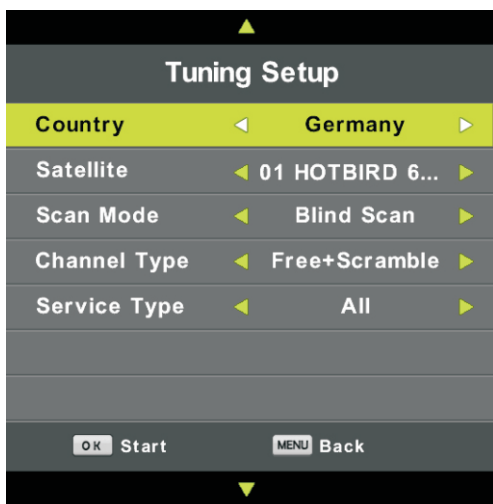 Tuning Setup
Country Germany
Satellite 01 HOTBIRD 6...
Scan Mode Blind Scan
Channel Type Free+Scramble
Service Type All
OK Start MENU Back